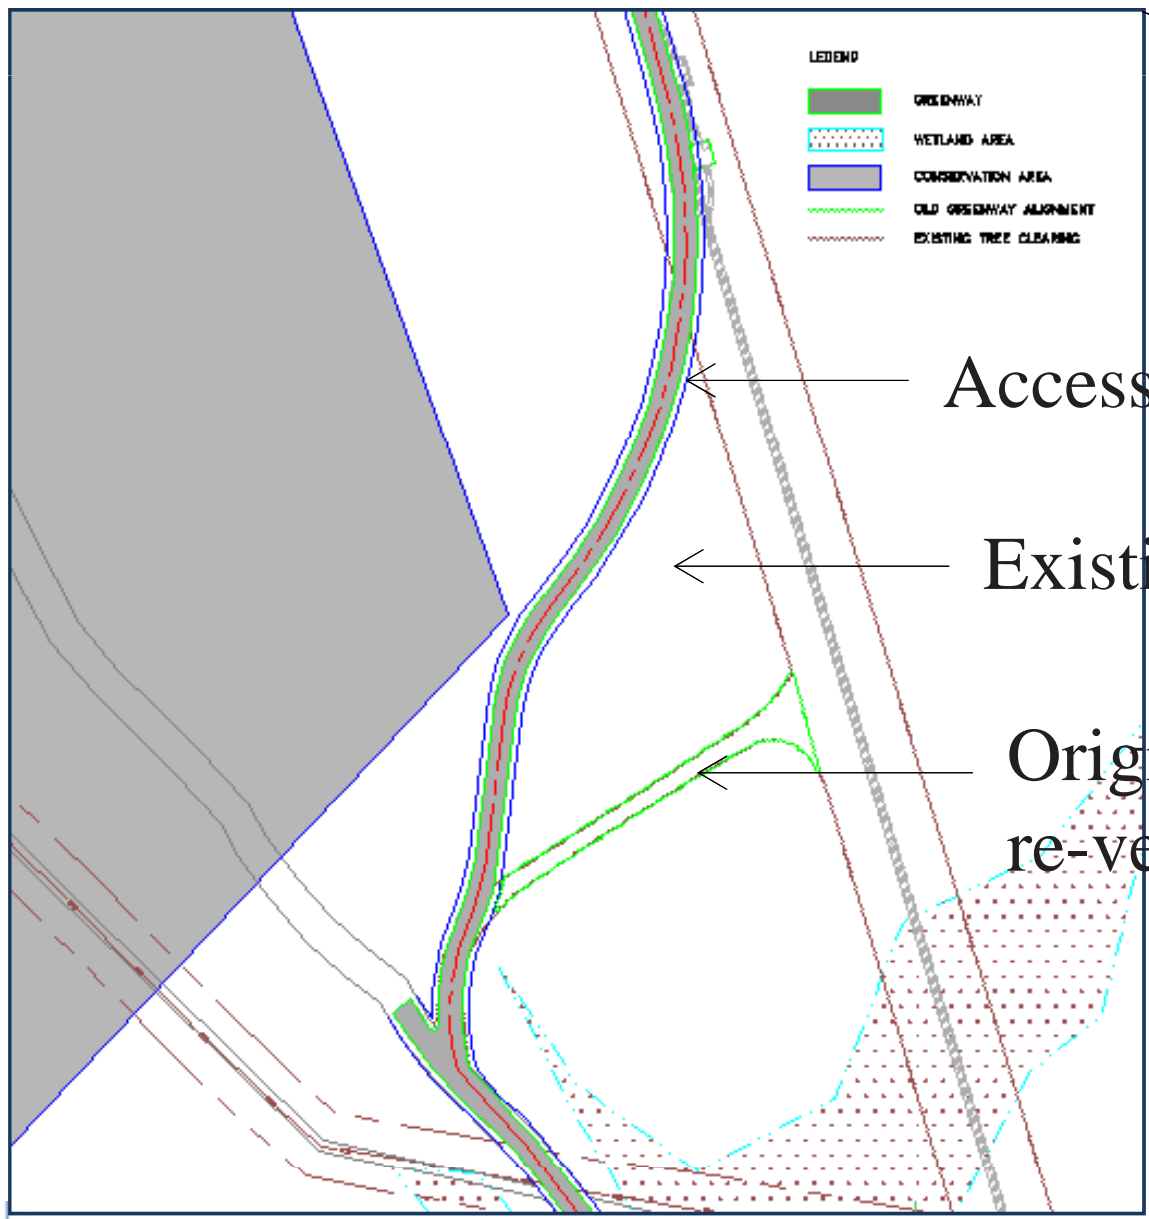 LEGEND
GREENWAY
WETLAND AREA
CONSERVATION AREA
OLD GREENWAY ALIGNMENT
EXISTING TREE CLEARING
Access
Existi
Orig
re-ve